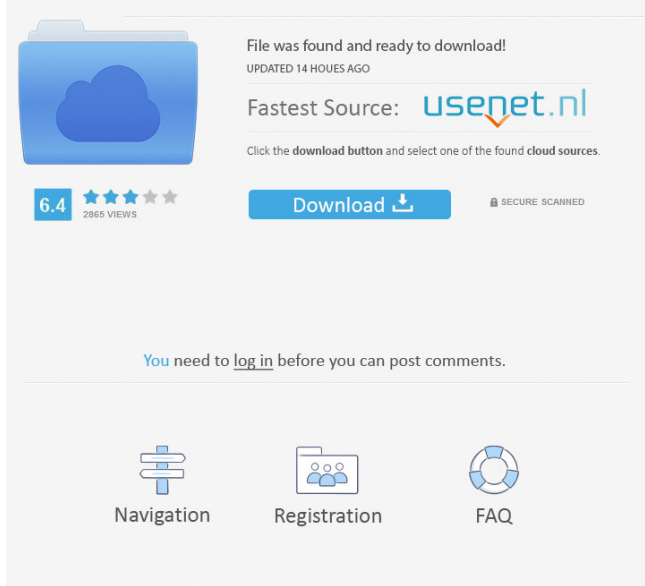 File was found and ready to download!
UPDATED 14 HOUES AGO
Fastest Source: usenet.nl
Click the download button and select one of the found cloud sources.
6.4
2865 VIEWS
Download
SECURE SCANNED
You need to log in before you can post comments.
Navigation
Registration
FAQ